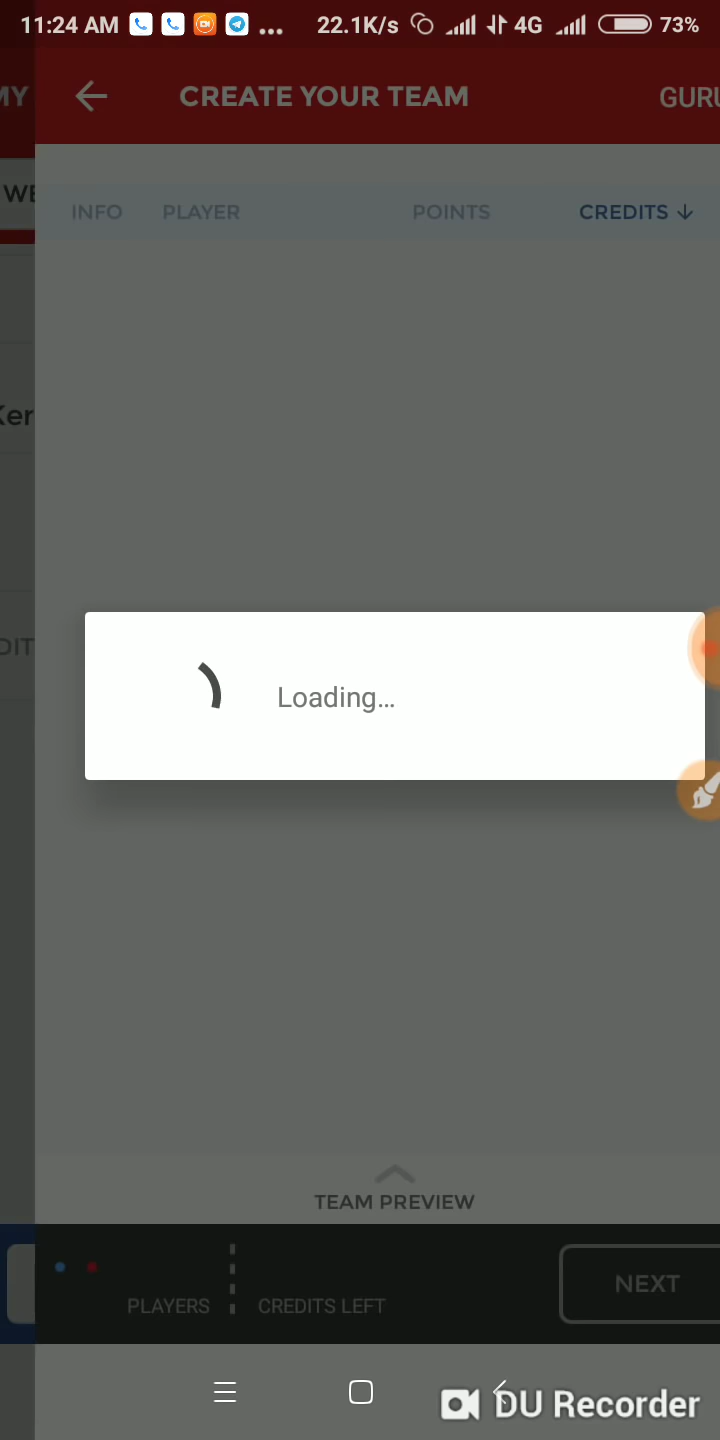 11:24 AM ... 22.1K/s 4G 73%
MY CREATE YOUR TEAM GURU
WE
INFO PLAYER POINTS CREDITS ↓
Ker
DIT
Loading...
TEAM PREVIEW
PLAYERS CREDITS LEFT NEXT
DU Recorder